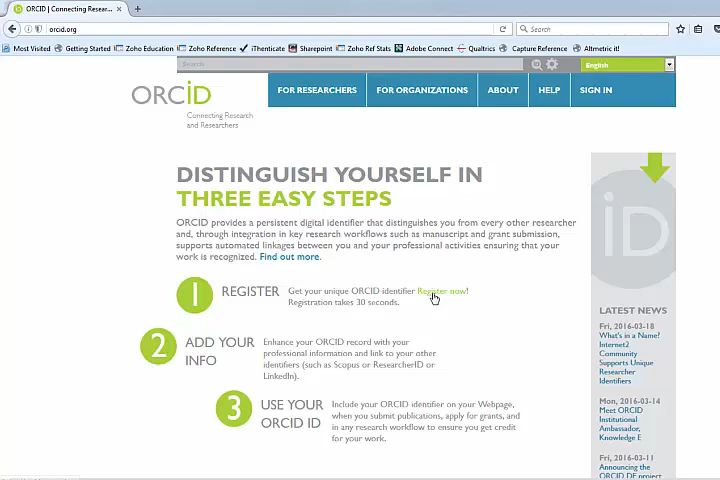 ORCID | Connecting Resear...
orcid.org
Search
Most Visited Getting Started Zoho Education Zoho Reference iThenticate Sharepoint Zoho Ref Stats Adobe Connect Qualtrics Capture Reference Altmetric it!
Search
English
ORCiD
Connecting Research
and Researchers
FOR RESEARCHERS FOR ORGANIZATIONS ABOUT HELP SIGN IN
DISTINGUISH YOURSELF IN
THREE EASY STEPS
ORCID provides a persistent digital identifier that distinguishes you from every other researcher
and, through integration in key research workflows such as manuscript and grant submission,
supports automated linkages between you and your professional activities ensuring that your
work is recognized. Find out more.
1 REGISTER
Get your unique ORCID identifier Register now!
Registration takes 30 seconds.
2 ADD YOUR
INFO
Enhance your ORCID record with your
professional information and link to your other
identifiers (such as Scopus or ResearcherID or
LinkedIn).
3 USE YOUR
ORCID ID
Include your ORCID identifier on your Webpage,
when you submit publications, apply for grants, and
in any research workflow to ensure you get credit
for your work.
iD
LATEST NEWS
Fri, 2016-03-18
What's in a Name?
Internet2
Community
Supports Unique
Researcher
Identifiers
Mon, 2016-03-14
Meet ORCID
Institutional
Ambassador,
Knowledge E
Fri, 2016-03-11
Announcing the
ORCID DE project